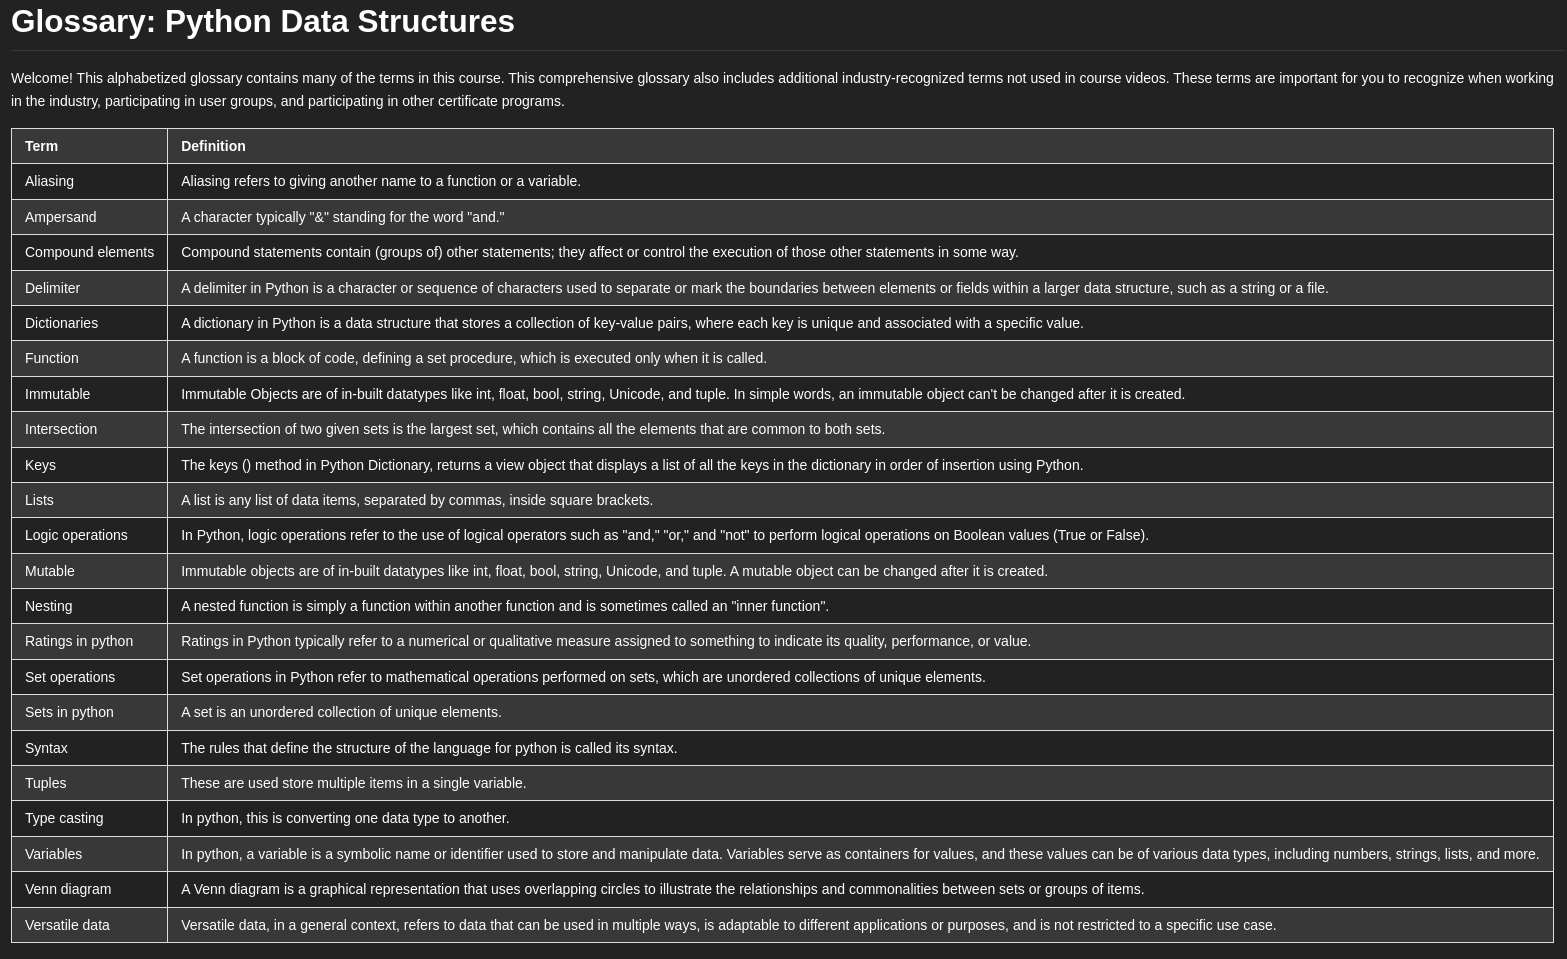 Glossary: Python Data Structures
Welcome! This alphabetized glossary contains many of the terms in this course. This comprehensive glossary also includes additional industry-recognized terms not used in course videos. These terms are important for you to recognize when working
in the industry, participating in user groups, and participating in other certificate programs.
Term Definition
Aliasing Aliasing refers to giving another name to a function or a variable.
Ampersand A character typically "&" standing for the word "and."
Compound elements Compound statements contain (groups of) other statements; they affect or control the execution of those other statements in some way.
Delimiter A delimiter in Python is a character or sequence of characters used to separate or mark the boundaries between elements or fields within a larger data structure, such as a string or a file.
Dictionaries A dictionary in Python is a data structure that stores a collection of key-value pairs, where each key is unique and associated with a specific value.
Function A function is a block of code, defining a set procedure, which is executed only when it is called.
Immutable Immutable Objects are of in-built datatypes like int, float, bool, string, Unicode, and tuple. In simple words, an immutable object can't be changed after it is created.
Intersection The intersection of two given sets is the largest set, which contains all the elements that are common to both sets.
Keys The keys () method in Python Dictionary, returns a view object that displays a list of all the keys in the dictionary in order of insertion using Python.
Lists A list is any list of data items, separated by commas, inside square brackets.
Logic operations In Python, logic operations refer to the use of logical operators such as "and," "or," and "not" to perform logical operations on Boolean values (True or False).
Mutable Immutable objects are of in-built datatypes like int, float, bool, string, Unicode, and tuple. A mutable object can be changed after it is created.
Nesting A nested function is simply a function within another function and is sometimes called an "inner function".
Ratings in python Ratings in Python typically refer to a numerical or qualitative measure assigned to something to indicate its quality, performance, or value.
Set operations Set operations in Python refer to mathematical operations performed on sets, which are unordered collections of unique elements.
Sets in python A set is an unordered collection of unique elements.
Syntax The rules that define the structure of the language for python is called its syntax.
Tuples These are used store multiple items in a single variable.
Type casting In python, this is converting one data type to another.
Variables In python, a variable is a symbolic name or identifier used to store and manipulate data. Variables serve as containers for values, and these values can be of various data types, including numbers, strings, lists, and more.
Venn diagram A Venn diagram is a graphical representation that uses overlapping circles to illustrate the relationships and commonalities between sets or groups of items.
Versatile data Versatile data, in a general context, refers to data that can be used in multiple ways, is adaptable to different applications or purposes, and is not restricted to a specific use case.